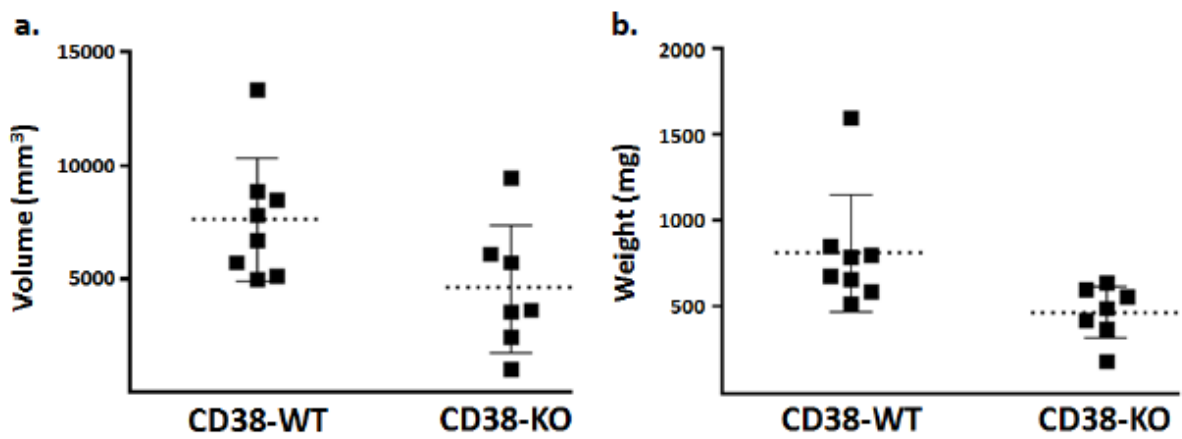 a.
Volume (mm³)
15000
10000
5000
CD38-WT
CD38-KO
b.
Weight (mg)
2000
1500
1000
500
CD38-WT
CD38-KO